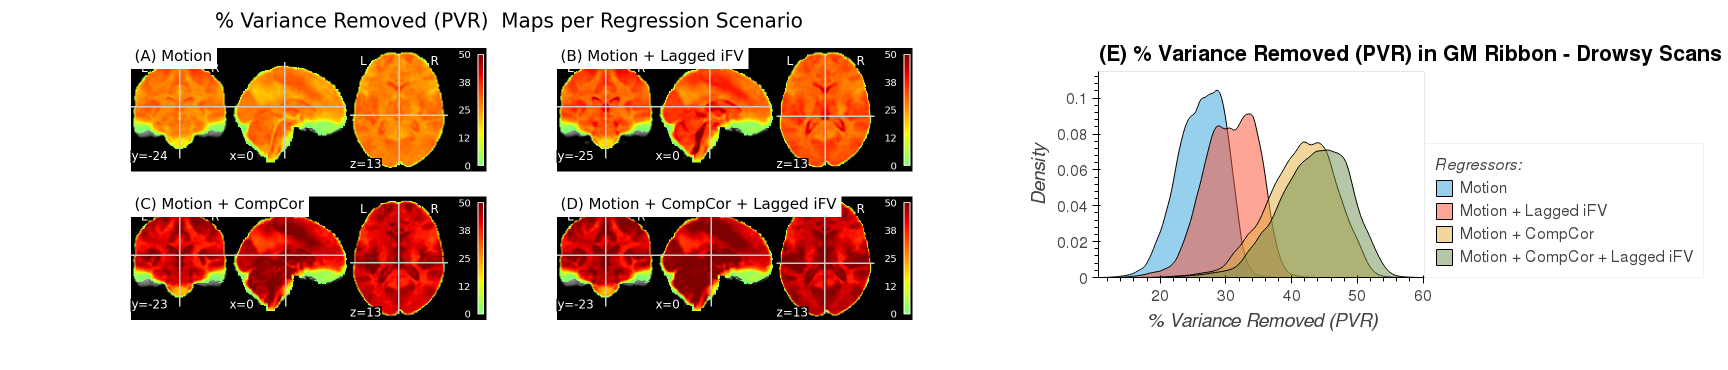 % Variance Removed (PVR)  Maps per Regression Scenario
(A) Motion
L R
50
38
25
12
0
y=-24
x=0
z=13
(B) Motion + Lagged iFV
L R
50
38
25
12
0
y=-25
x=0
z=13
(C) Motion + CompCor
L R
50
38
25
12
0
y=-23
x=0
z=13
(D) Motion + CompCor + Lagged iFV
R
50
38
25
12
0
y=-23
x=0
z=13
(E) % Variance Removed (PVR) in GM Ribbon - Drowsy Scans
Density
0.1
0.08
0.06
0.04
0.02
0
20 30 40 50 60
% Variance Removed (PVR)
Regressors:
Motion
Motion + Lagged iFV
Motion + CompCor
Motion + CompCor + Lagged iFV